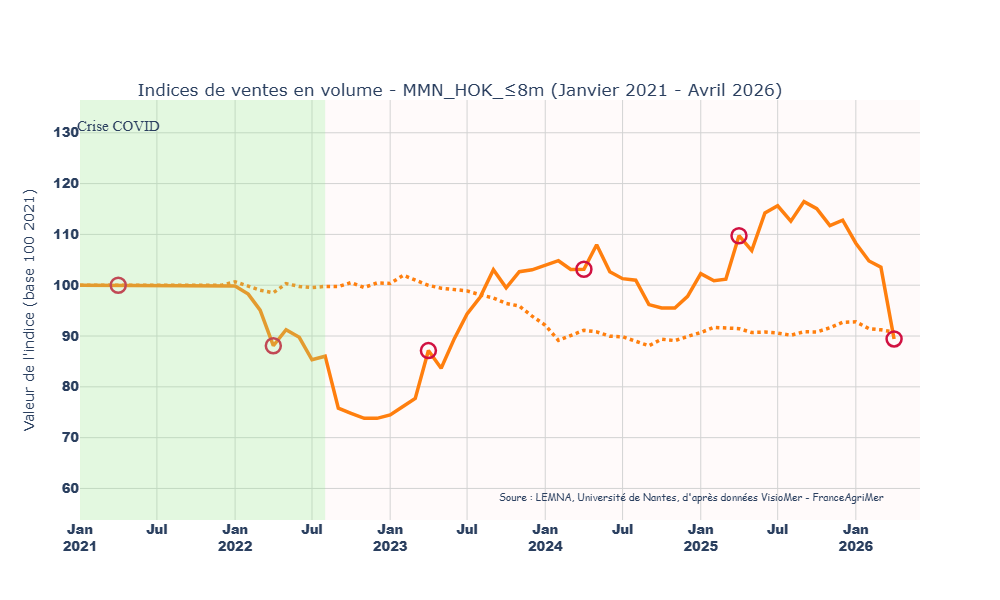 Indices de ventes en volume - MMN_HOK_≤8m (Janvier 2021 - Avril 2026)
Crise COVID
Valeur de l'indice (base 100 2021)
130
120
110
100
90
80
70
60
Soure : LEMNA, Université de Nantes, d'après données VisioMer - FranceAgriMer
Jan Jul Jan Jul Jan Jul Jan Jul Jan Jul Jan
2021 2022 2023 2024 2025 2026